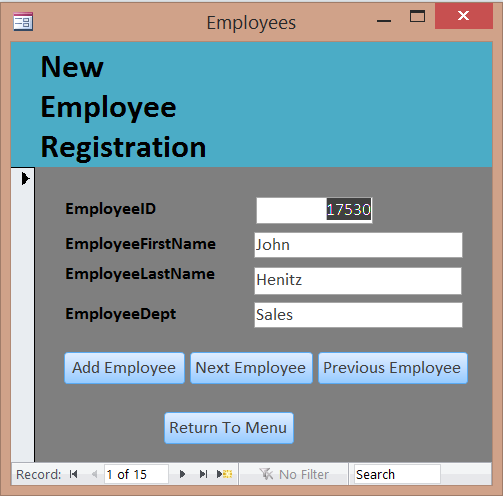 Employees
New
Employee
Registration
EmployeeID 17530
EmployeeFirstName John
EmployeeLastName Henitz
EmployeeDept Sales
Add Employee Next Employee Previous Employee
Return To Menu
Record: 1 of 15 No Filter Search